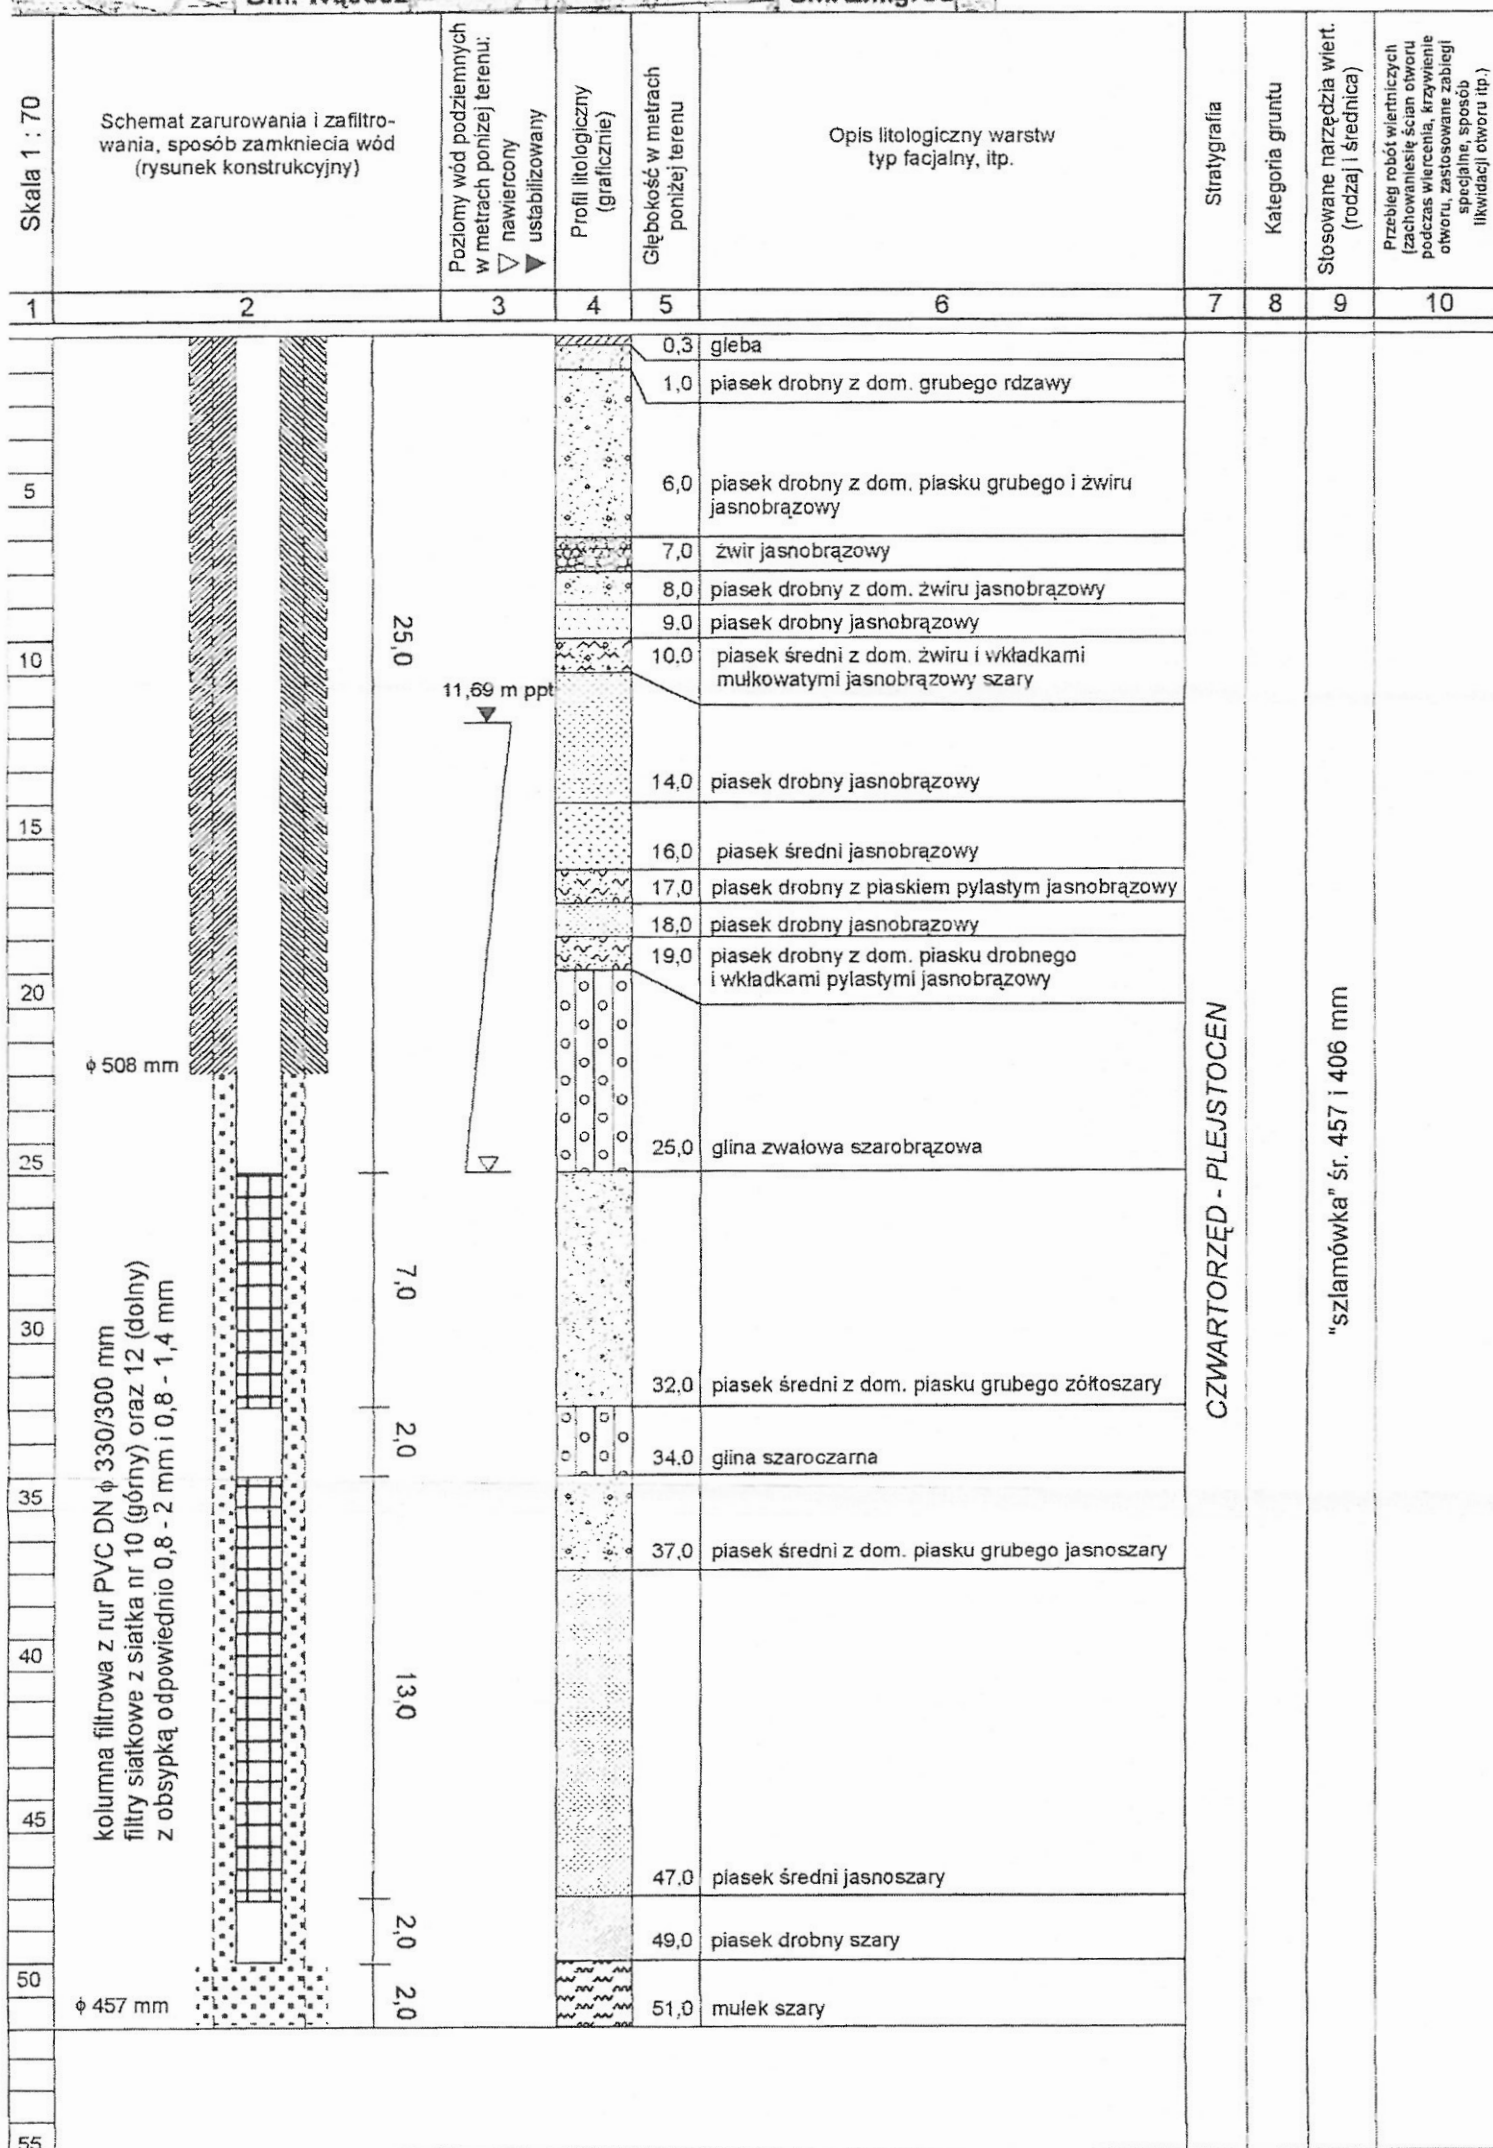 Skala 1 : 70
Schemat zarurowania i zafiltro-
wania, sposób zamkniecia wód
(rysunek konstrukcyjny)
Poziomy wód podziemnych
w metrach poniżej terenu:
▽ nawiercony
▼ ustabilizowany
Profil litologiczny
(graficznie)
Głębokość w metrach
poniżej terenu
Opis litologiczny warstw
typ facjalny, itp.
Stratygrafia
Kategoria gruntu
Stosowane narzędzia wiert.
(rodzaj i średnica)
Przebieg robót wiertniczych
(zachowaniesię ścian otworu
podczas wiercenia, krzywienie
otworu, zastosowane zabiegi
specjalne, sposób
likwidacji otworu itp.)
1 2 3 4 5 6 7 8 9 10
0,3 gleba
1,0 piasek drobny z dom. grubego rdzawy
5
6,0 piasek drobny z dom. piasku grubego i żwiru
jasnobrązowy
7,0 żwir jasnobrązowy
8,0 piasek drobny z dom. żwiru jasnobrązowy
9.0 piasek drobny jasnobrązowy
10
25,0
10,0 piasek średni z dom. żwiru i wkładkami
mułkowatymi jasnobrązowy szary
11,69 m ppt
14,0 piasek drobny jasnobrązowy
15
16,0 piasek średni jasnobrązowy
17,0 piasek drobny z piaskiem pylastym jasnobrązowy
18,0 piasek drobny jasnobrazowy
19,0 piasek drobny z dom. piasku drobnego
i wkładkami pylastymi jasnobrązowy
20
ϕ 508 mm
25,0 glina zwałowa szarobrązowa
25
7,0
30
32,0 piasek średni z dom. piasku grubego żółtoszary
2,0
34.0 glina szaroczarna
35
37,0 piasek średni z dom. piasku grubego jasnoszary
40
13,0
45
47,0 piasek średni jasnoszary
2,0
49,0 piasek drobny szary
50
ϕ 457 mm
2,0
51,0 mułek szary
55
kolumna filtrowa z rur PVC DN ϕ 330/300 mm
filtry siatkowe z siatka nr 10 (górny) oraz 12 (dolny)
z obsypką odpowiednio 0,8 - 2 mm i 0,8 - 1,4 mm
CZWARTORZĘD - PLEJSTOCEN
"szlamówka" śr. 457 i 406 mm